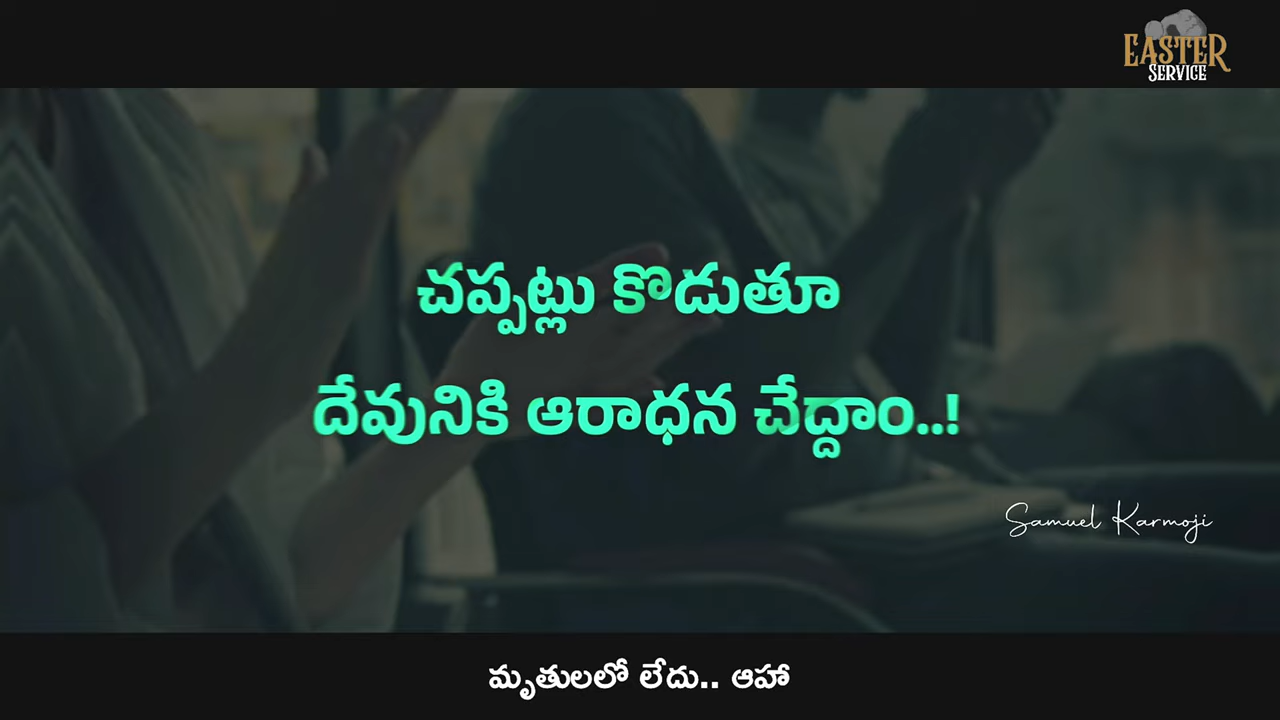 EASTER
SERVICE
చప్పట్లు కొడుతూ
దేవునికి ఆరాధన చేద్దాం..!
Samuel Karmoji
మృతులలో లేదు.. ఆహా